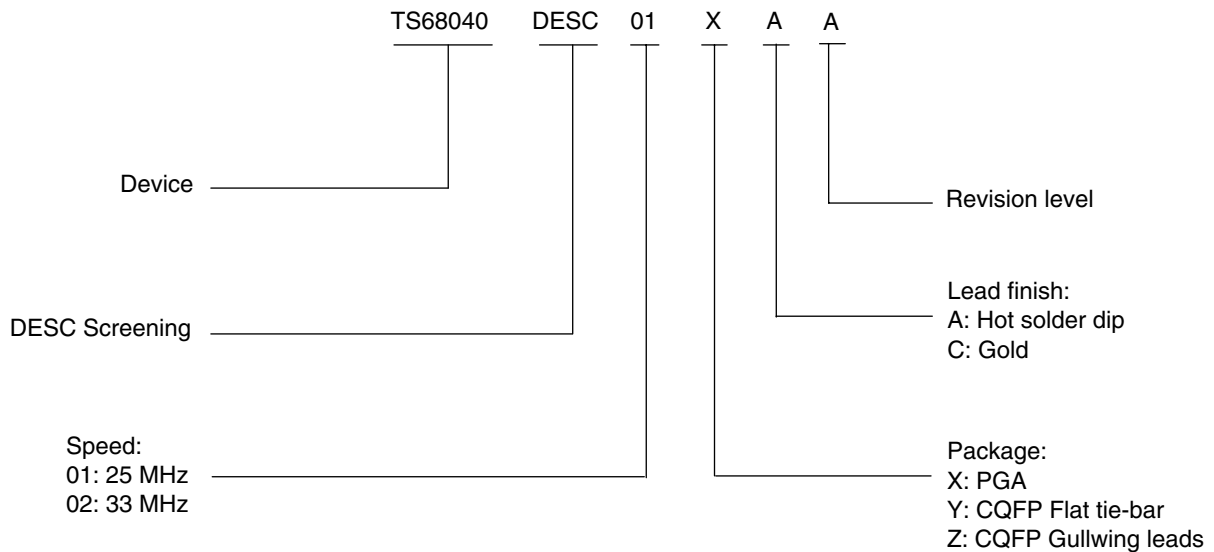 TS68040 DESC 01 X A A
Device
Revision level
DESC Screening
Lead finish:
A: Hot solder dip
C: Gold
Speed:
01: 25 MHz
02: 33 MHz
Package:
X: PGA
Y: CQFP Flat tie-bar
Z: CQFP Gullwing leads